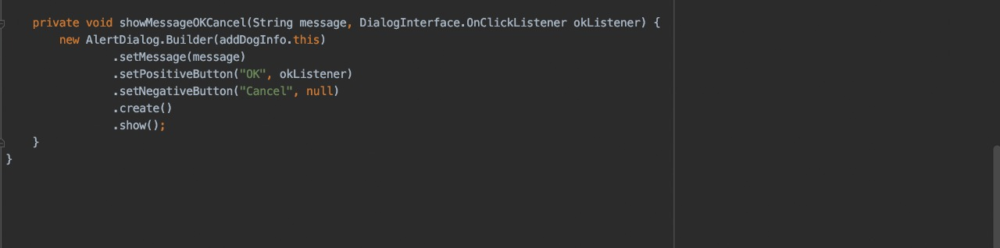 private void showMessageOKCancel(String message, DialogInterface.OnClickListener okListener) {
new AlertDialog.Builder(addDogInfo.this)
.setMessage(message)
.setPositiveButton("OK", okListener)
.setNegativeButton("Cancel", null)
.create()
.show();
}
}